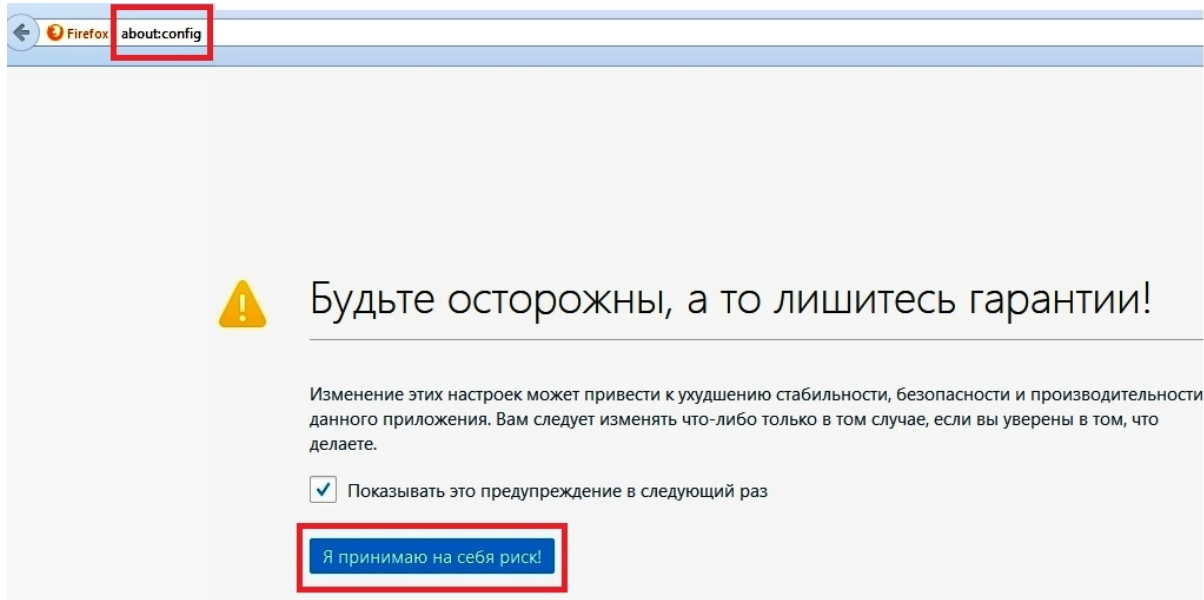 Firefox about:config
Будьте осторожны, а то лишитесь гарантии!
Изменение этих настроек может привести к ухудшению стабильности, безопасности и производительности
данного приложения. Вам следует изменять что-либо только в том случае, если вы уверены в том, что
делаете.
Показывать это предупреждение в следующий раз
Я принимаю на себя риск!